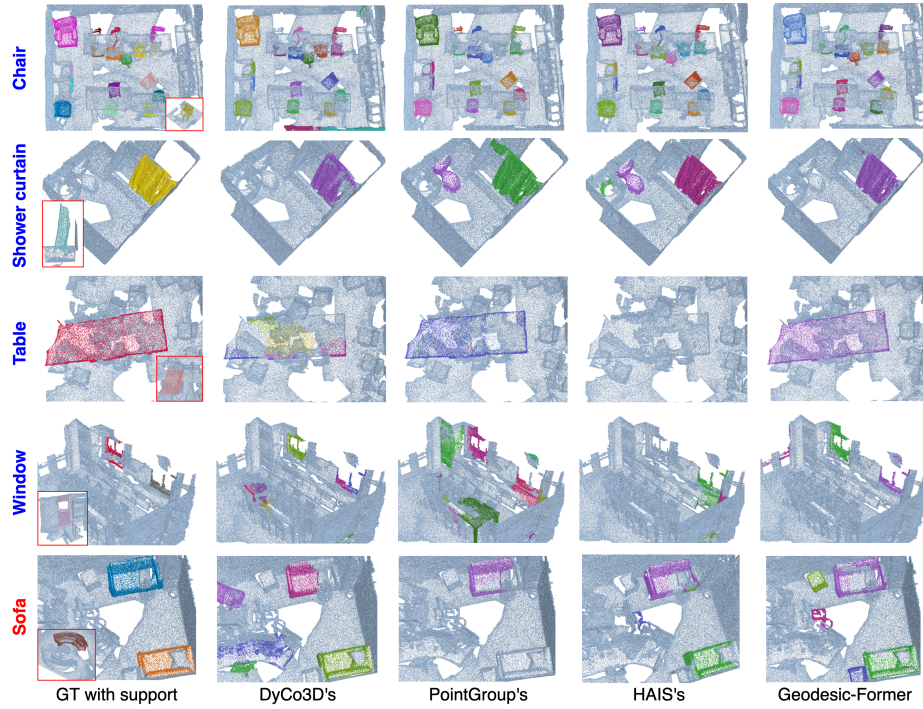 Chair
Shower curtain
Table
Window
Sofa
GT with support
DyCo3D's
PointGroup's
HAIS's
Geodesic-Former